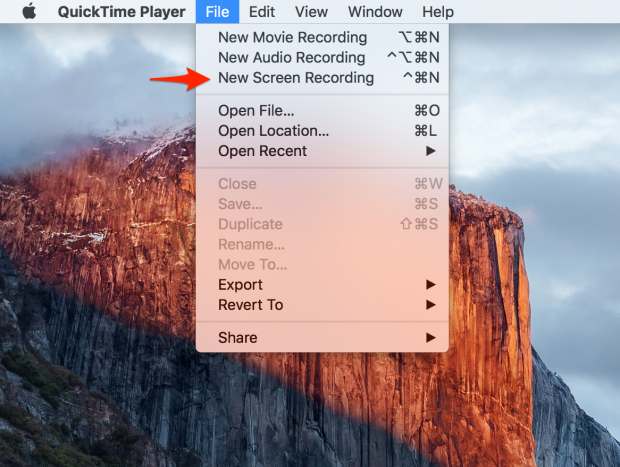 QuickTime Player File Edit View Window Help
New Movie Recording ⌥⌘N
New Audio Recording ^⌥⌘N
New Screen Recording ^⌘N
Open File... ⌘O
Open Location... ⌘L
Open Recent ▶
Close ⌘W
Save... ⌘S
Duplicate ⇧⌘S
Rename...
Move To...
Export ▶
Revert To ▶
Share ▶